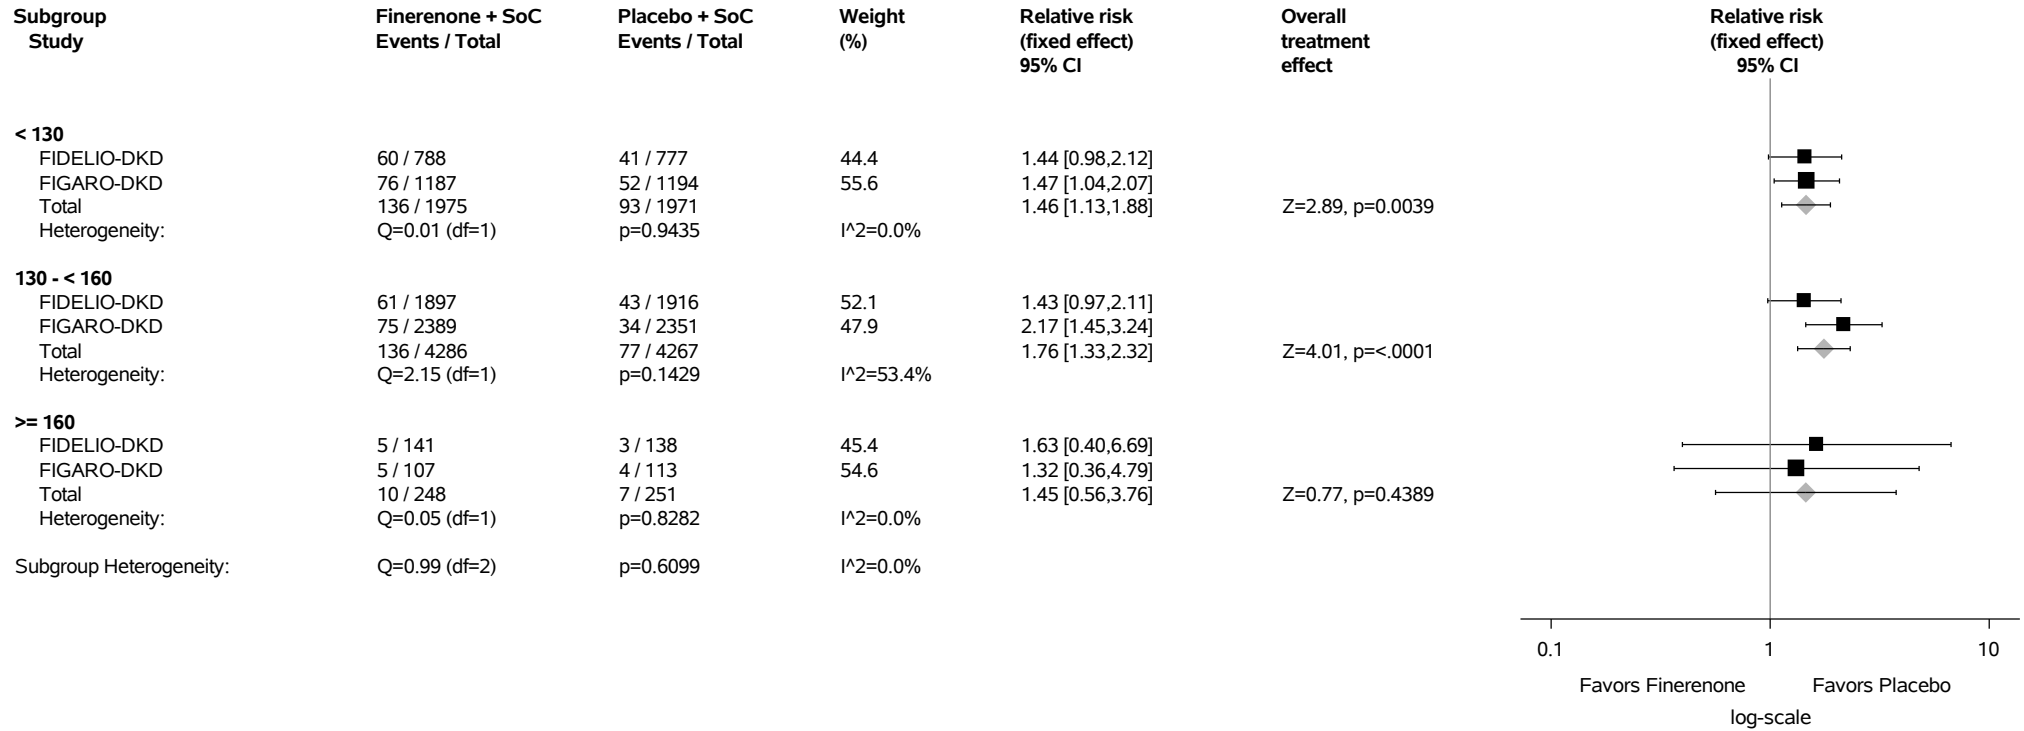 Subgroup Finerenone + SoC Placebo + SoC Weight Relative risk Overall Relative risk
Study Events / Total Events / Total (%) (fixed effect) treatment (fixed effect)
95% CI effect 95% CI
< 130
FIDELIO-DKD 60 / 788 41 / 777 44.4 1.44 [0.98,2.12]
FIGARO-DKD 76 / 1187 52 / 1194 55.6 1.47 [1.04,2.07]
Total 136 / 1975 93 / 1971 1.46 [1.13,1.88] Z=2.89, p=0.0039
Heterogeneity: Q=0.01 (df=1) p=0.9435 I^2=0.0%
130 - < 160
FIDELIO-DKD 61 / 1897 43 / 1916 52.1 1.43 [0.97,2.11]
FIGARO-DKD 75 / 2389 34 / 2351 47.9 2.17 [1.45,3.24]
Total 136 / 4286 77 / 4267 1.76 [1.33,2.32] Z=4.01, p=<.0001
Heterogeneity: Q=2.15 (df=1) p=0.1429 I^2=53.4%
>= 160
FIDELIO-DKD 5 / 141 3 / 138 45.4 1.63 [0.40,6.69]
FIGARO-DKD 5 / 107 4 / 113 54.6 1.32 [0.36,4.79]
Total 10 / 248 7 / 251 1.45 [0.56,3.76] Z=0.77, p=0.4389
Heterogeneity: Q=0.05 (df=1) p=0.8282 I^2=0.0%
Subgroup Heterogeneity: Q=0.99 (df=2) p=0.6099 I^2=0.0%
0.1 1 10
Favors Finerenone Favors Placebo
log-scale